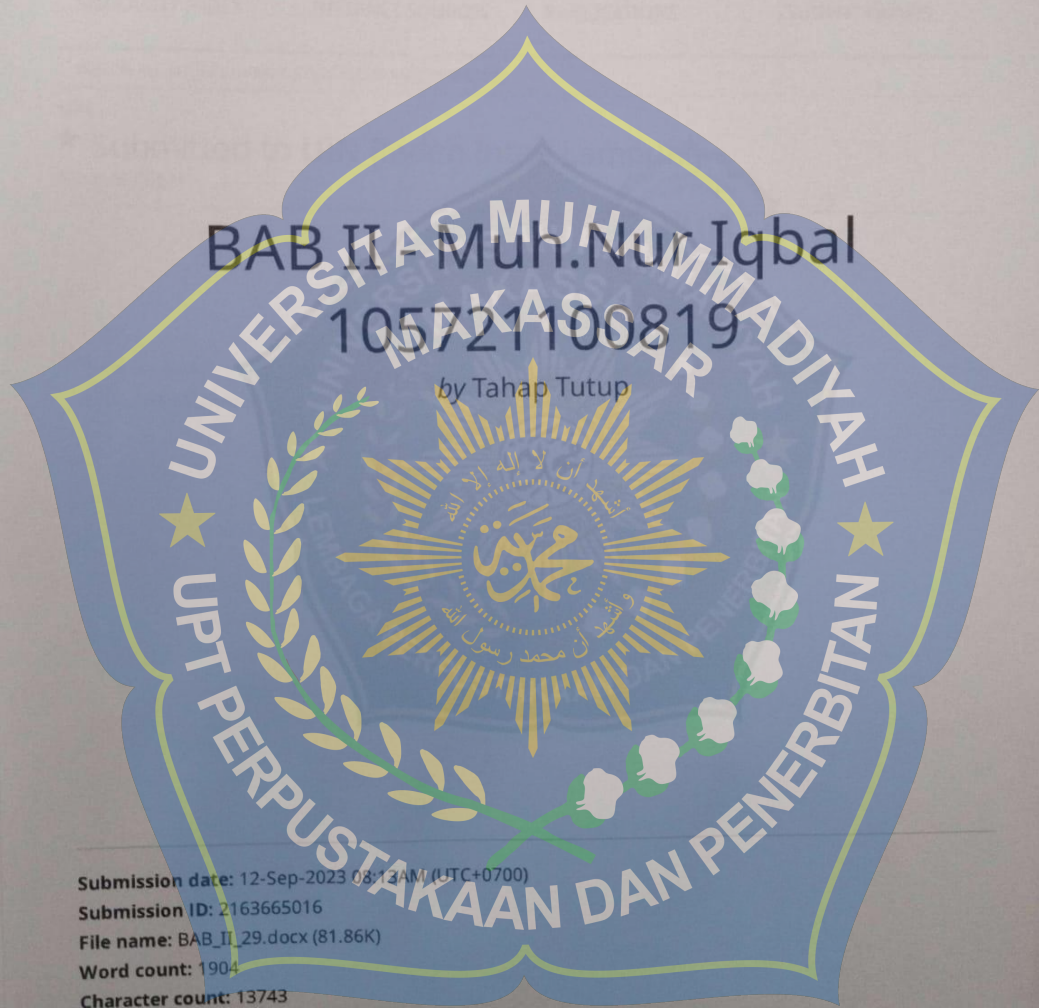 BAB II - Muh.Nur Iqbal
105721100819
by Tahap Tutup
UNIVERSITAS MUHAMMADIYAH
MAKASSAR
أشهد أن لا إله إلا الله
محمدية
وأشهد أن محمد رسول الله
UPT PERPUSTAKAAN DAN PENERBITAN
Submission date: 12-Sep-2023 08:13AM (UTC+0700)
Submission ID: 2163665016
File name: BAB_II_29.docx (81.86K)
Word count: 1904
Character count: 13743